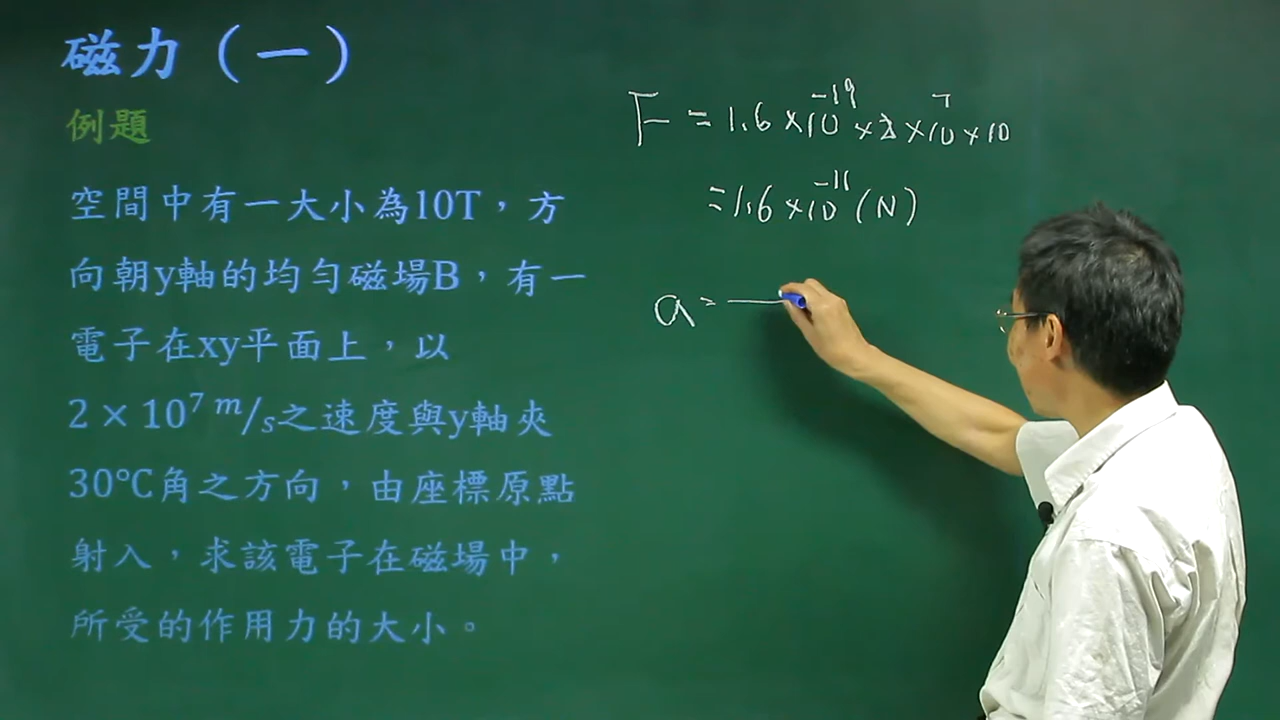 磁力（一）
例題
空間中有一大小為10T，方
向朝y軸的均勻磁場B，有一
電子在xy平面上，以
2 × 10⁷ m/s之速度與y軸夾
30℃角之方向，由座標原點
射入，求該電子在磁場中，
所受的作用力的大小。
F = 1.6 × 10⁻¹⁹ × 2 × 10⁷ × 10
= 1.6 × 10⁻¹¹ (N)
a =